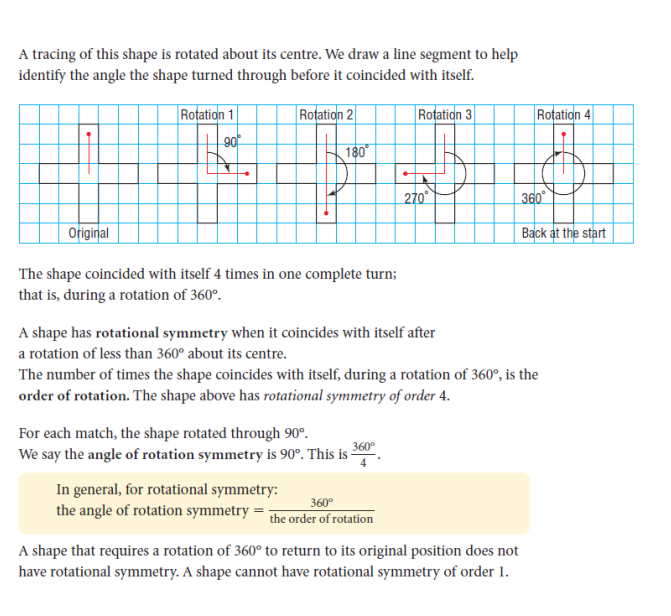 A tracing of this shape is rotated about its centre. We draw a line segment to help
identify the angle the shape turned through before it coincided with itself.
Rotation 1 Rotation 2 Rotation 3 Rotation 4
90°
180°
270°
360°
Original
Back at the start
The shape coincided with itself 4 times in one complete turn;
that is, during a rotation of 360°.
A shape has rotational symmetry when it coincides with itself after
a rotation of less than 360° about its centre.
The number of times the shape coincides with itself, during a rotation of 360°, is the
order of rotation. The shape above has rotational symmetry of order 4.
For each match, the shape rotated through 90°.
We say the angle of rotation symmetry is 90°. This is 360°/4.
In general, for rotational symmetry:
the angle of rotation symmetry = 360°/the order of rotation
A shape that requires a rotation of 360° to return to its original position does not
have rotational symmetry. A shape cannot have rotational symmetry of order 1.